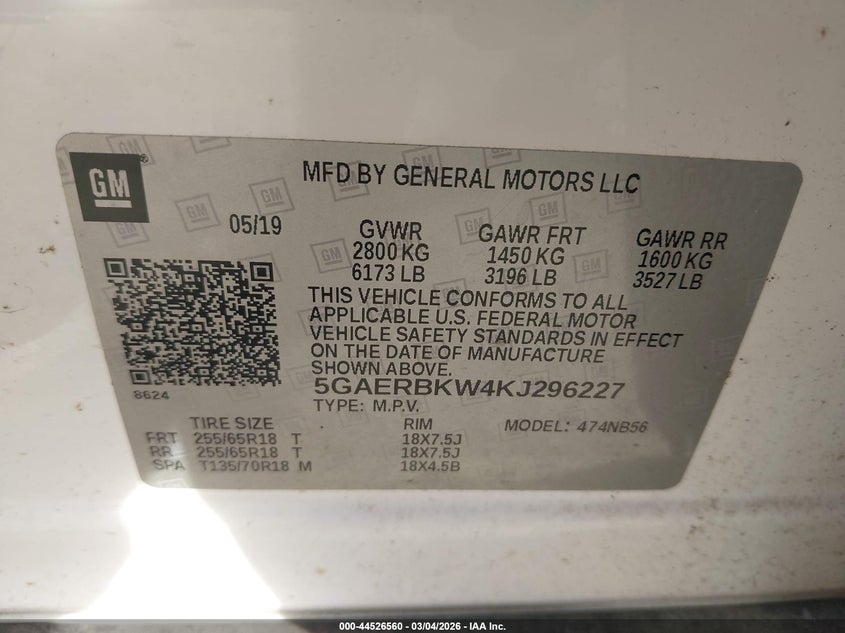 GM
MFD BY GENERAL MOTORS LLC
05/19
GVWR
2800 KG
6173 LB
GAWR FRT
1450 KG
3196 LB
GAWR RR
1600 KG
3527 LB
THIS VEHICLE CONFORMS TO ALL
APPLICABLE U.S. FEDERAL MOTOR
VEHICLE SAFETY STANDARDS IN EFFECT
ON THE DATE OF MANUFACTURE
SHOWN ABOVE.
8624
5GAERBKW4KJ296227
TYPE: M.P.V.
TIRE SIZE RIM MODEL: 474NB56
FRT 255/65R18 T 18X7.5J
RR 255/65R18 T 18X7.5J
SPA T135/70R18 M 18X4.5B
000-44526560 - 03/04/2026 - IAA Inc.